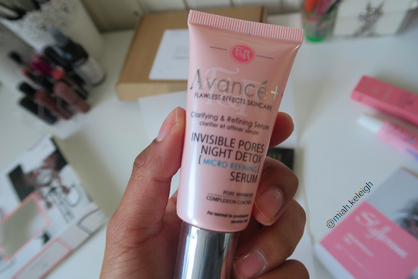 Avancé+
FLAWLESS EFFECTS SKINCARE
Clarifying & Refining Serum
INVISIBLE PORES
NIGHT DETOX
[MICRO REFINING]
SERUM
PORE MINIMISING
COMPLEXION CONTROL
@miah.keleigh